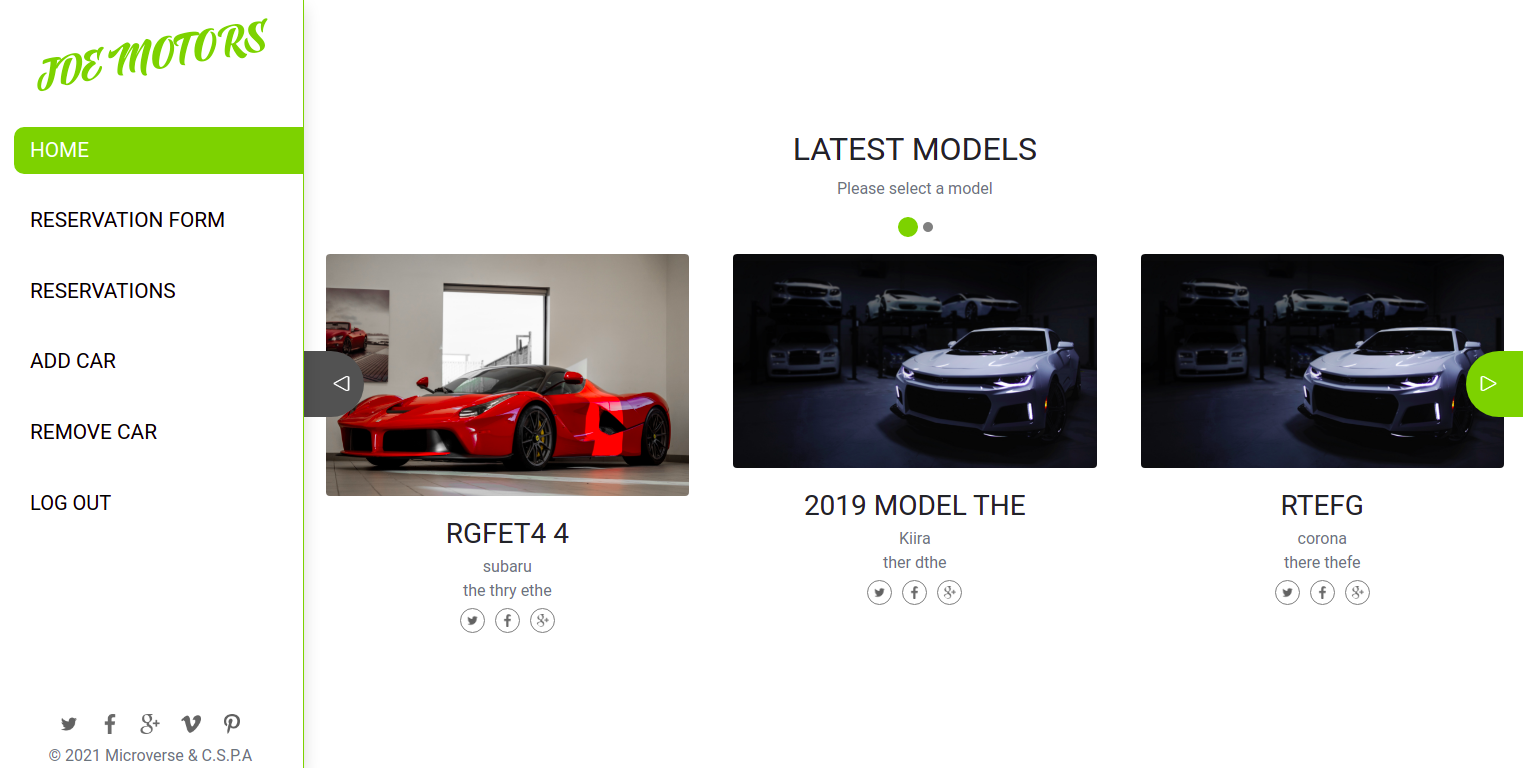 JOE MOTORS
HOME
RESERVATION FORM
RESERVATIONS
ADD CAR
REMOVE CAR
LOG OUT
© 2021 Microverse & C.S.P.A
LATEST MODELS
Please select a model
RGFET4 4
subaru
the thry ethe
2019 MODEL THE
Kiira
ther dthe
RTEFG
corona
there thefe